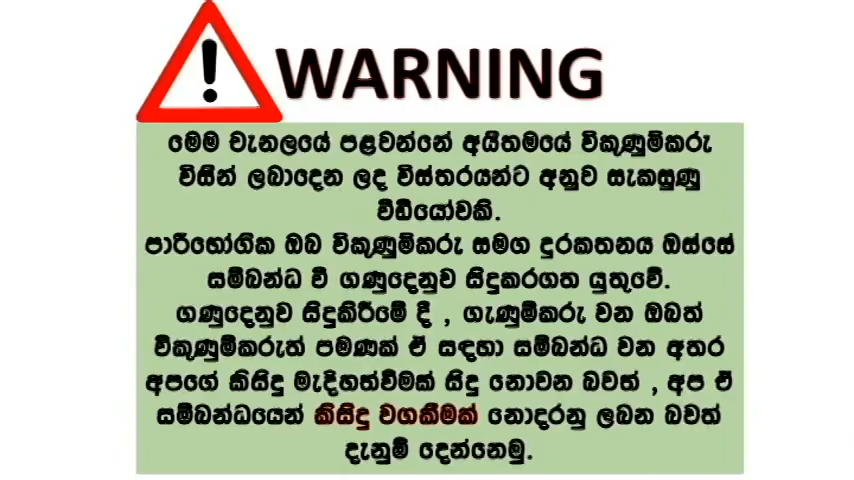 WARNING
මෙම චැනලයේ පළවන්නේ අයිතමයේ විකුණුම්කරු
විසින් ලබාදෙන ලද විස්තරයන්ට අනුව සැකසුණු
වීඩියෝවකි.
පාරිභෝගික ඔබ විකුණුම්කරු සමග දුරකතනය ඔස්සේ
සම්බන්ධ වී ගණුදෙනුව සිදුකරගත යුතුවේ.
ගණුදෙනුව සිදුකිරීමේ දී , ගැණුම්කරු වන ඔබත්
විකුණුම්කරුත් පමණක් ඒ සඳහා සම්බන්ධ වන අතර
අපගේ කිසිදු මැදිහත්වීමක් සිදු නොවන බවත් , අප ඒ
සම්බන්ධයෙන් කිසිදු වගකීමක් නොදරනු ලබන බවත්
දැනුම් දෙන්නෙමු.